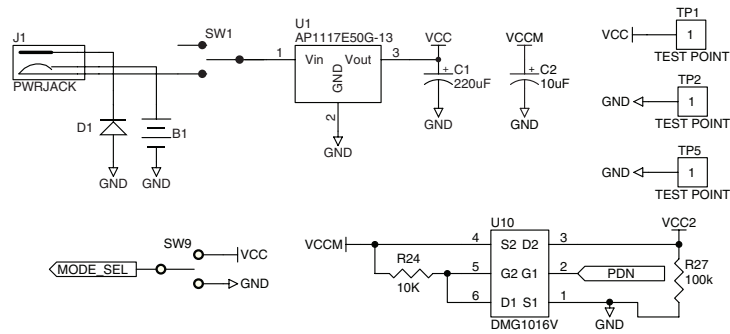 J1
PWRJACK
D1
GND
B1
GND
SW1
U1
AP1117E50G-13
1
Vin
Vout
3
GND
2
GND
VCC
+
C1
220uF
GND
VCCM
+
C2
10uF
GND
TP1
VCC
1
TEST POINT
TP2
GND
1
TEST POINT
TP5
GND
1
TEST POINT
SW9
VCC
MODE_SEL
GND
U10
VCCM
4
S2 D2
3
VCC2
R24
10K
5
G2 G1
2
PDN
R27
100k
6
D1 S1
1
DMG1016V
GND